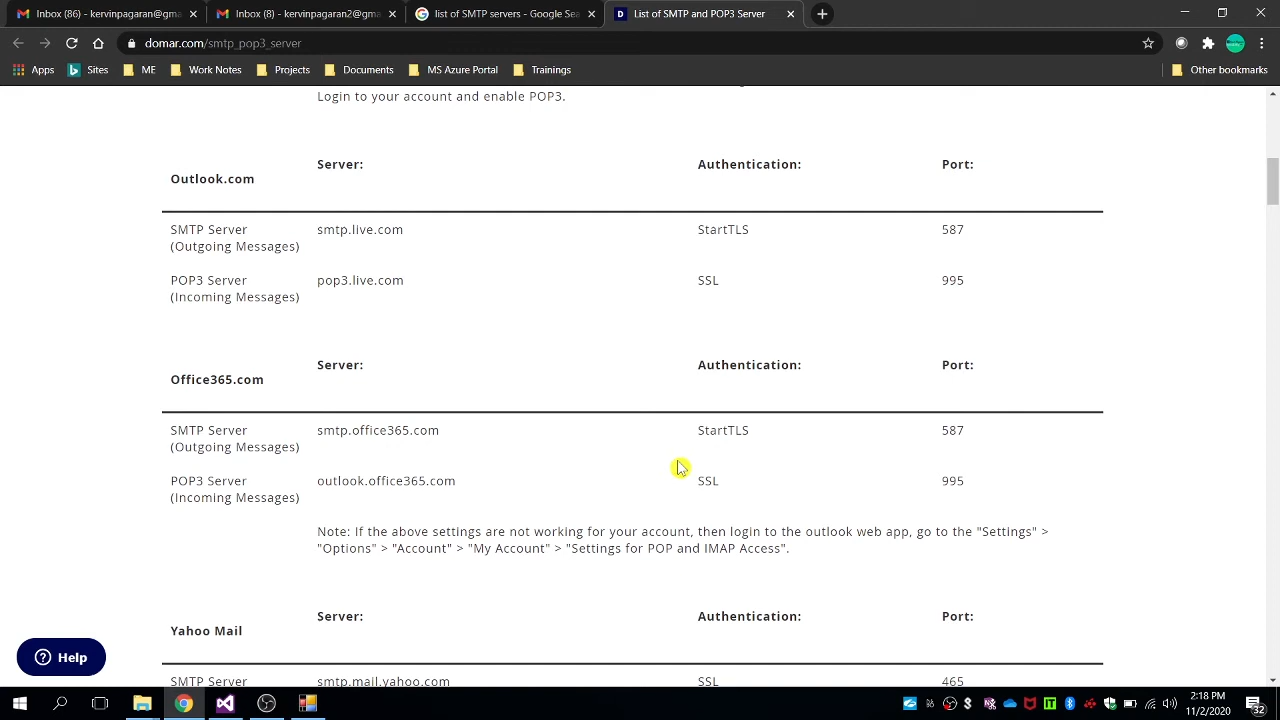 Inbox (86) - kervinpagaran@gma
Inbox (8) - kervinpagaran2@gma
list of SMTP servers - Google Sea
List of SMTP and POP3 Server
domar.com/smtp_pop3_server
Apps
Sites
ME
Work Notes
Projects
Documents
MS Azure Portal
Trainings
Other bookmarks
Login to your account and enable POP3.
Outlook.com
Server:
Authentication:
Port:
SMTP Server
(Outgoing Messages)
smtp.live.com
StartTLS
587
POP3 Server
(Incoming Messages)
pop3.live.com
SSL
995
Office365.com
Server:
Authentication:
Port:
SMTP Server
(Outgoing Messages)
smtp.office365.com
StartTLS
587
POP3 Server
(Incoming Messages)
outlook.office365.com
SSL
995
Note: If the above settings are not working for your account, then login to the outlook web app, go to the "Settings" >
"Options" > "Account" > "My Account" > "Settings for POP and IMAP Access".
Yahoo Mail
Server:
Authentication:
Port:
SMTP Server
smtp.mail.yahoo.com
SSL
465
Help
2:18 PM
11/2/2020
32